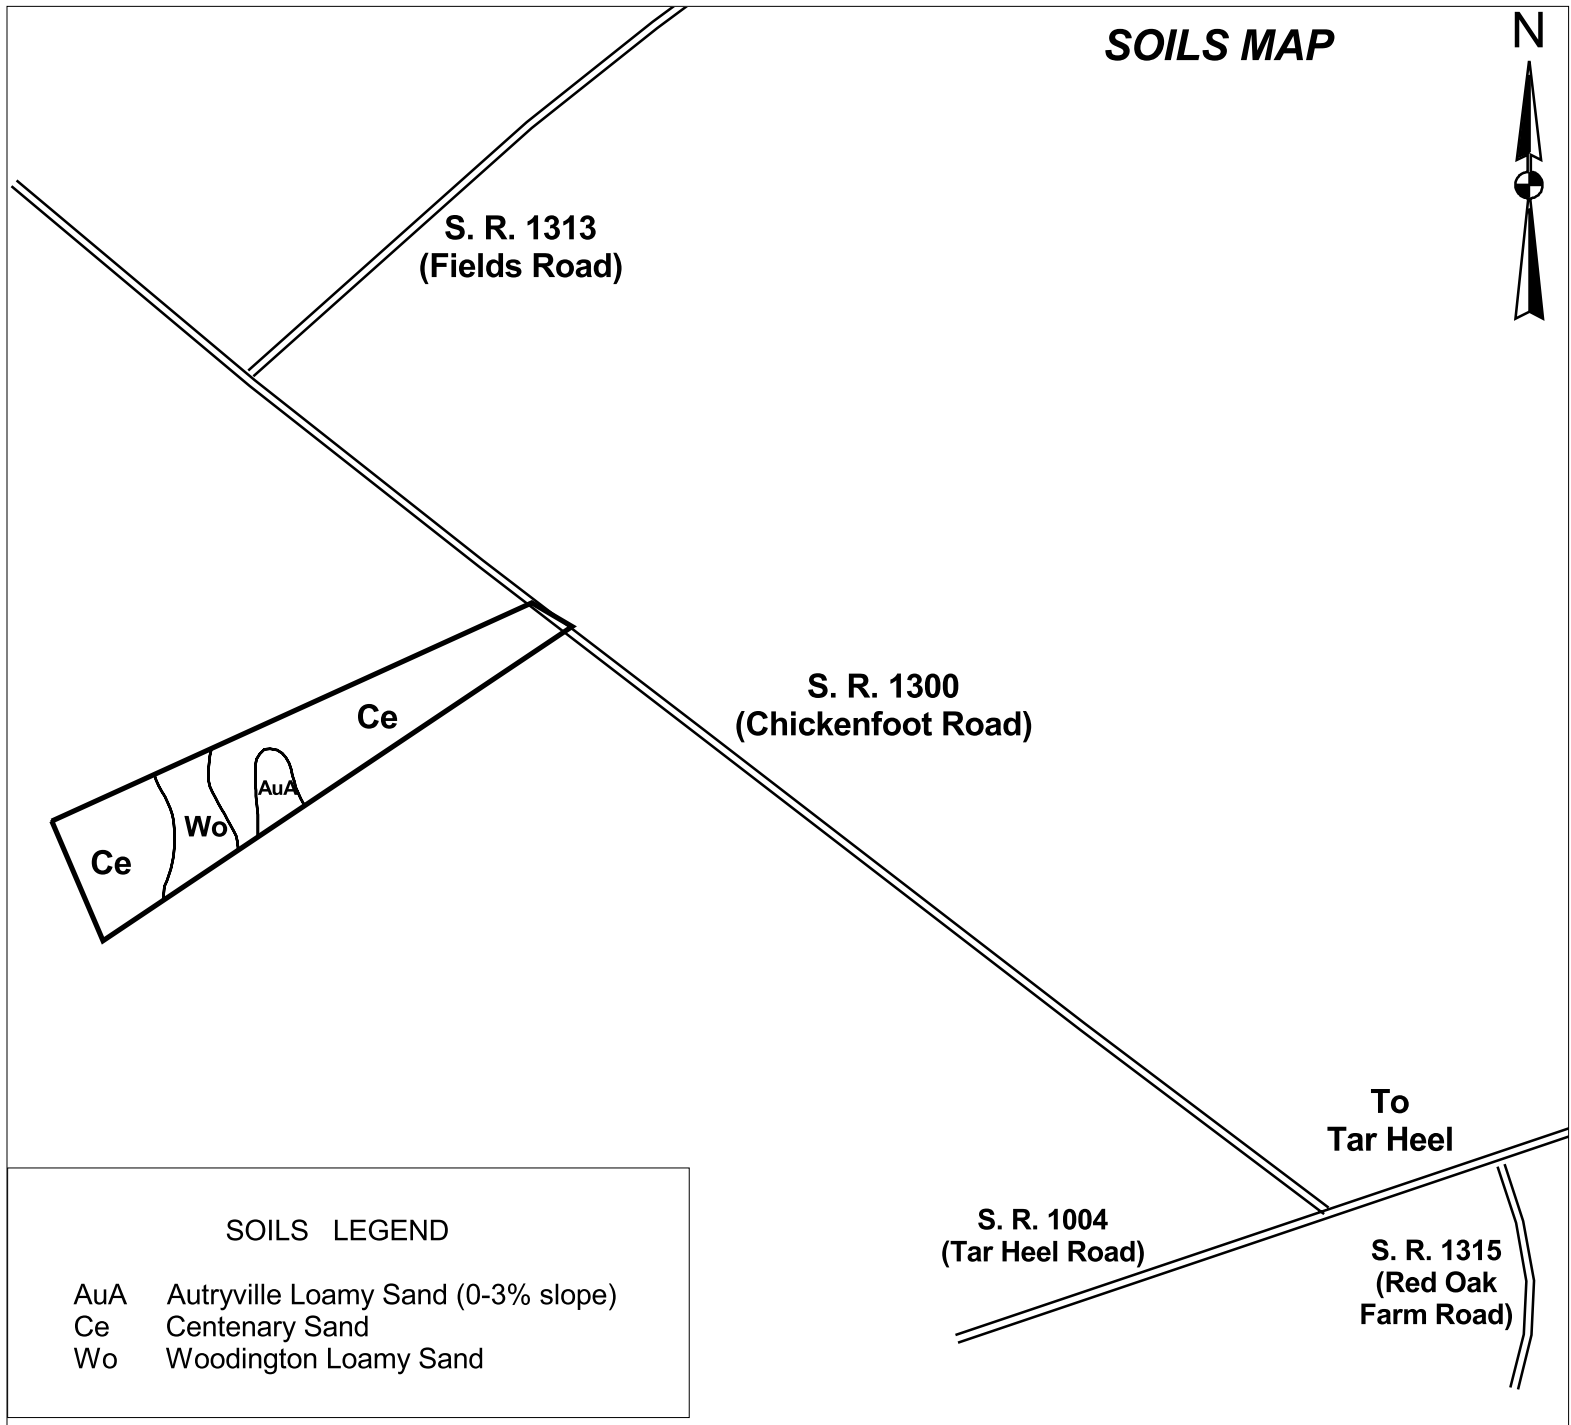 SOILS MAP
N
S. R. 1313
(Fields Road)
S. R. 1300
(Chickenfoot Road)
Ce
AuA
Wo
Ce
To
Tar Heel
S. R. 1004
(Tar Heel Road)
S. R. 1315
(Red Oak
Farm Road)
SOILS LEGEND
AuA Autryville Loamy Sand (0-3% slope)
Ce Centenary Sand
Wo Woodington Loamy Sand